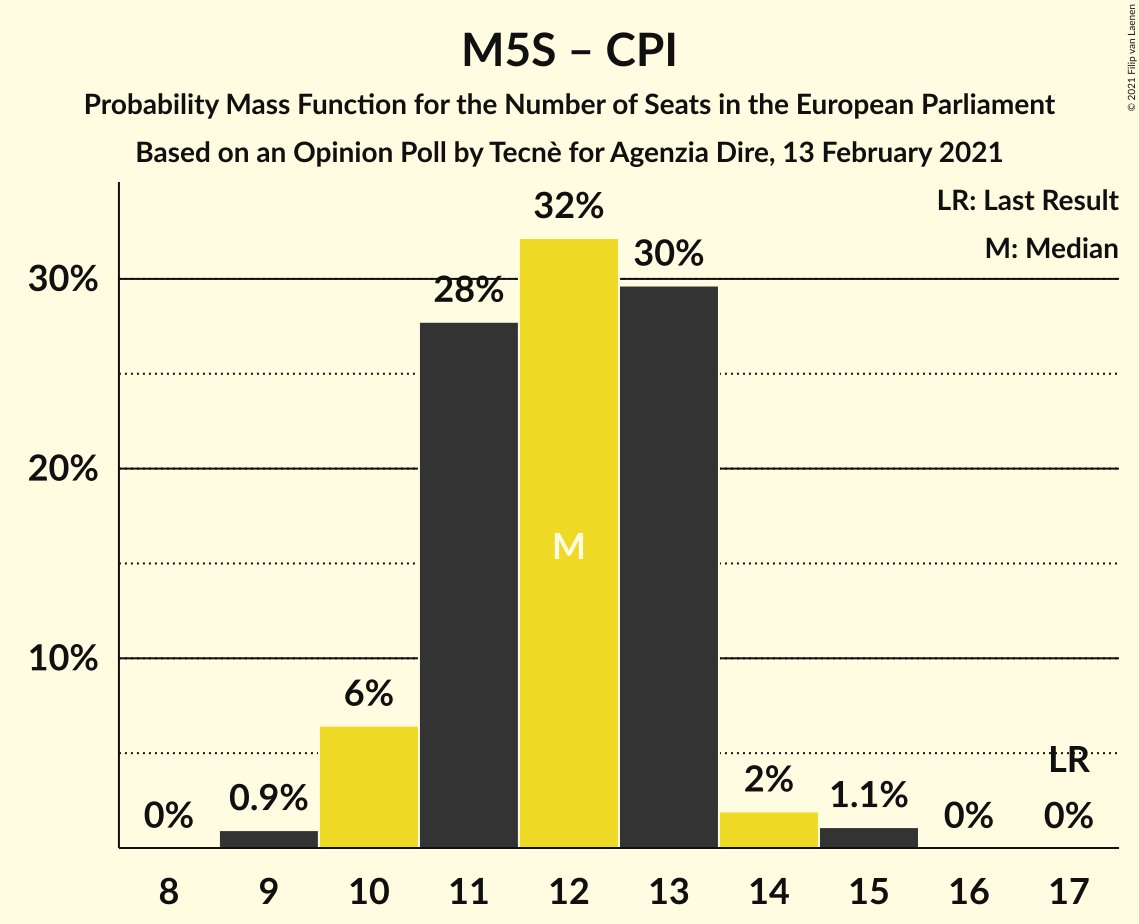 M5S – CPI
Probability Mass Function for the Number of Seats in the European Parliament
Based on an Opinion Poll by Tecnè for Agenzia Dire, 13 February 2021
© 2021 Filip van Laenen
LR: Last Result
M: Median
30%
20%
10%
0%
0.9%
6%
28%
32%
30%
2%
1.1%
0%
0%
LR
M
8 9 10 11 12 13 14 15 16 17